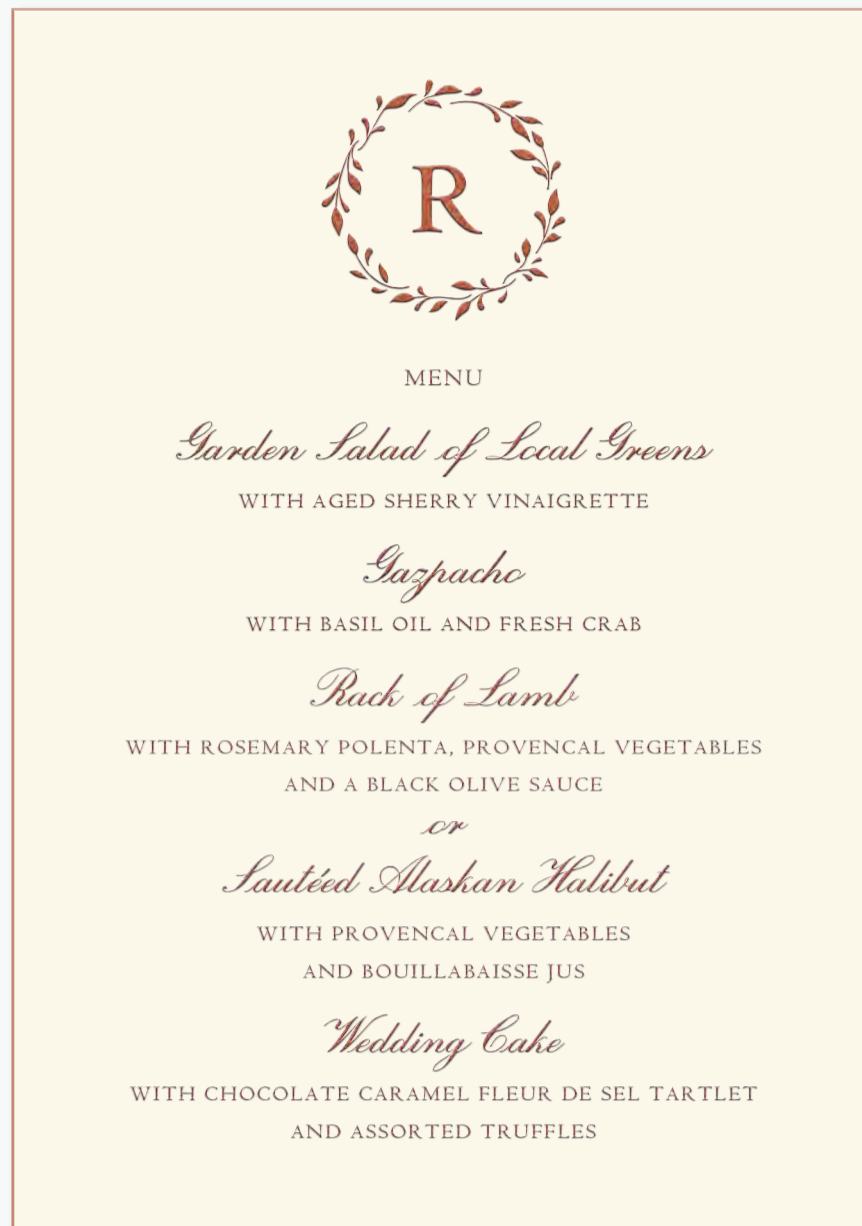 R
MENU
Garden Salad of Local Greens
WITH AGED SHERRY VINAIGRETTE
Gazpacho
WITH BASIL OIL AND FRESH CRAB
Rack of Lamb
WITH ROSEMARY POLENTA, PROVENCAL VEGETABLES
AND A BLACK OLIVE SAUCE
or
Sautéed Alaskan Halibut
WITH PROVENCAL VEGETABLES
AND BOUILLABAISSE JUS
Wedding Cake
WITH CHOCOLATE CARAMEL FLEUR DE SEL TARTLET
AND ASSORTED TRUFFLES